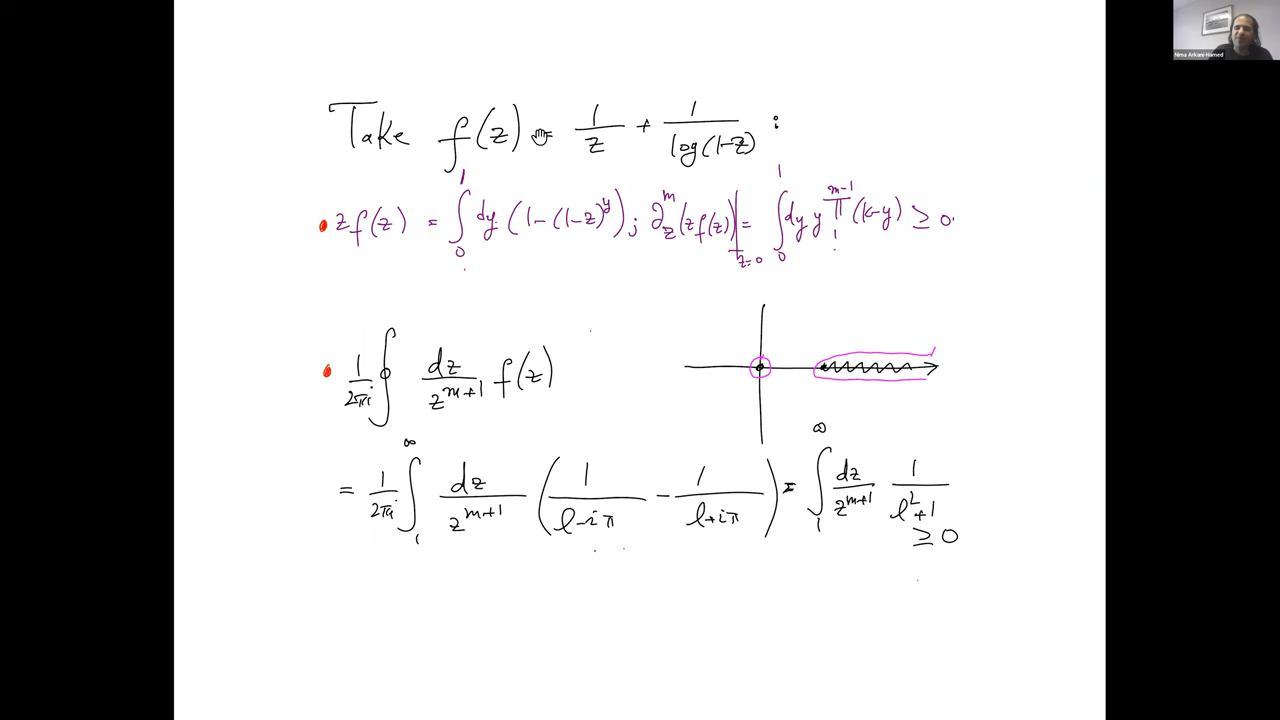 Nima Arkani Hamed
Take f(z) = 1/z + 1/log(1-z) :
• z f(z) = ∫₀¹ dy (1-(1-z)^y) ; ∂_z^m (z f(z))|_{z=0} = ∫₀¹ dy y ∏₁^{m-1} (k-y) ≥ 0.
• 1/2πi ∮ dz/z^{m+1} f(z)
= 1/2πi ∫₁^∞ dz/z^{m+1} ( 1/(ℓ-iπ) - 1/(ℓ+iπ) ) = ∫₁^∞ dz/z^{m+1} 1/(ℓ²+1)
≥ 0